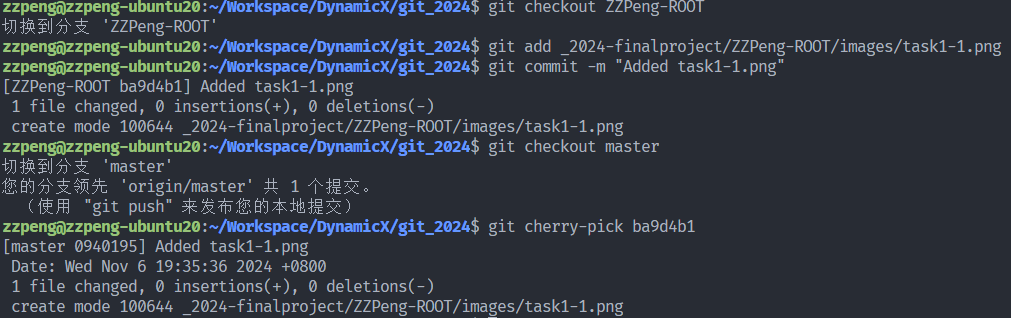 zzpeng@zzpeng-ubuntu20:~/Workspace/DynamicX/git_2024$ git checkout ZZPeng-ROOT
切换到分支 'ZZPeng-ROOT'
zzpeng@zzpeng-ubuntu20:~/Workspace/DynamicX/git_2024$ git add _2024-finalproject/ZZPeng-ROOT/images/task1-1.png
zzpeng@zzpeng-ubuntu20:~/Workspace/DynamicX/git_2024$ git commit -m "Added task1-1.png"
[ZZPeng-ROOT ba9d4b1] Added task1-1.png
 1 file changed, 0 insertions(+), 0 deletions(-)
 create mode 100644 _2024-finalproject/ZZPeng-ROOT/images/task1-1.png
zzpeng@zzpeng-ubuntu20:~/Workspace/DynamicX/git_2024$ git checkout master
切换到分支 'master'
您的分支领先 'origin/master' 共 1 个提交。
  （使用 "git push" 来发布您的本地提交）
zzpeng@zzpeng-ubuntu20:~/Workspace/DynamicX/git_2024$ git cherry-pick ba9d4b1
[master 0940195] Added task1-1.png
 Date: Wed Nov 6 19:35:36 2024 +0800
 1 file changed, 0 insertions(+), 0 deletions(-)
 create mode 100644 _2024-finalproject/ZZPeng-ROOT/images/task1-1.png